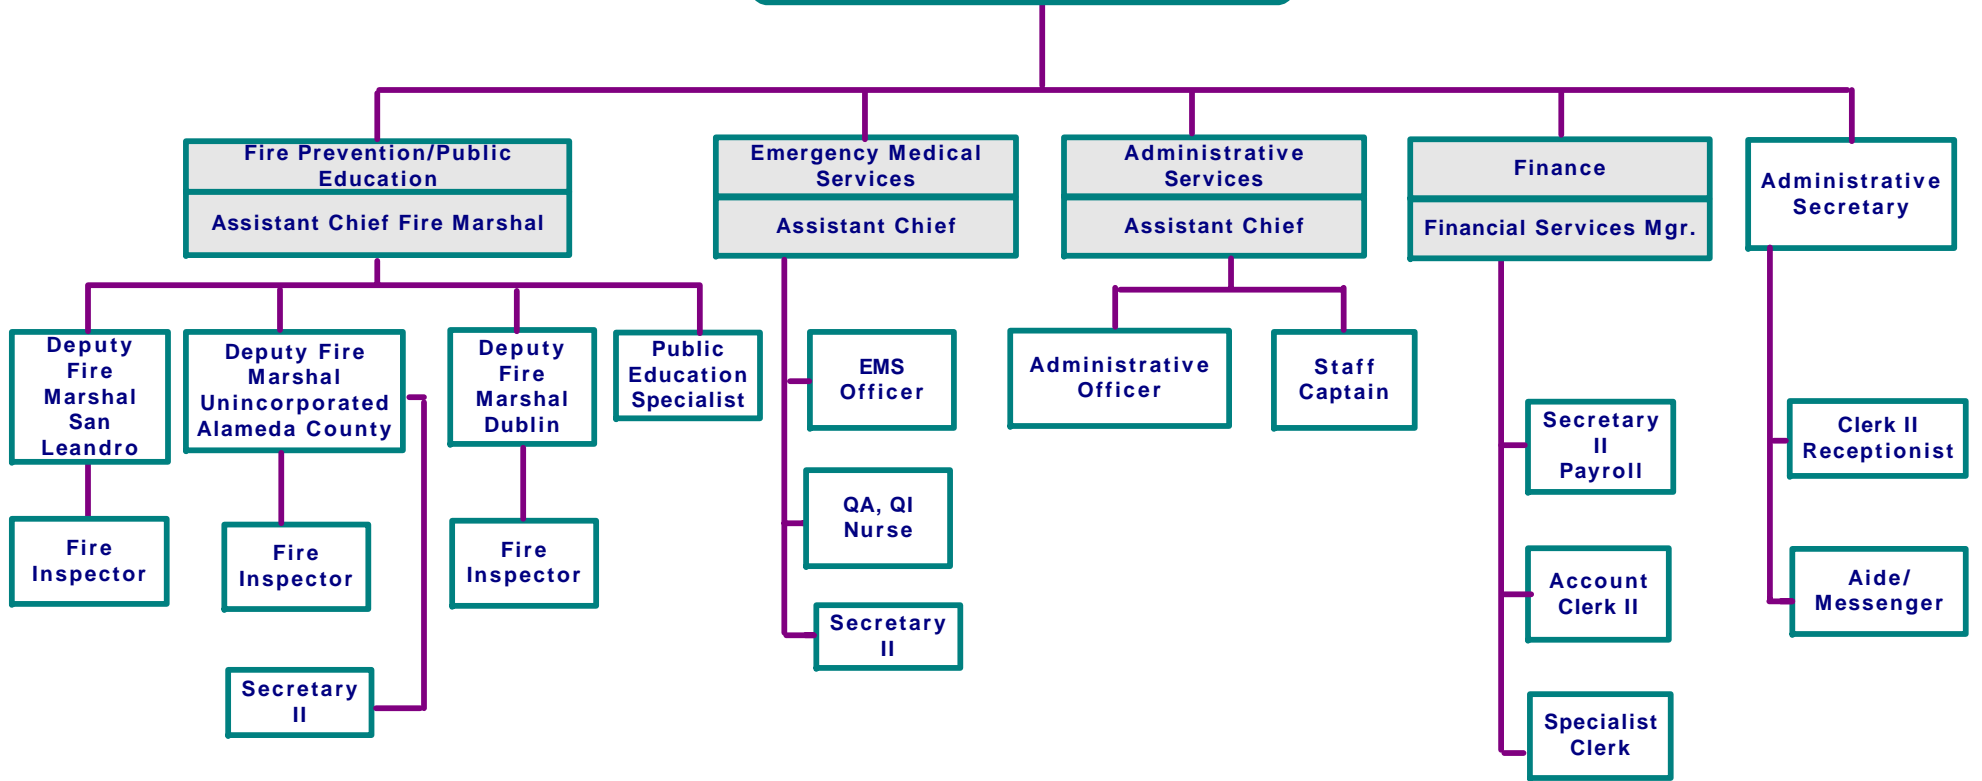 Fire Prevention/Public
Education
Assistant Chief Fire Marshal
Emergency Medical
Services
Assistant Chief
Administrative
Services
Assistant Chief
Finance
Financial Services Mgr.
Administrative
Secretary
Deputy
Fire
Marshal
San
Leandro
Deputy Fire
Marshal
Unincorporated
Alameda County
Deputy
Fire
Marshal
Dublin
Public
Education
Specialist
EMS
Officer
Administrative
Officer
Staff
Captain
Secretary
II
Payroll
Clerk II
Receptionist
Fire
Inspector
Fire
Inspector
Fire
Inspector
QA, QI
Nurse
Account
Clerk II
Aide/
Messenger
Secretary
II
Secretary
II
Specialist
Clerk